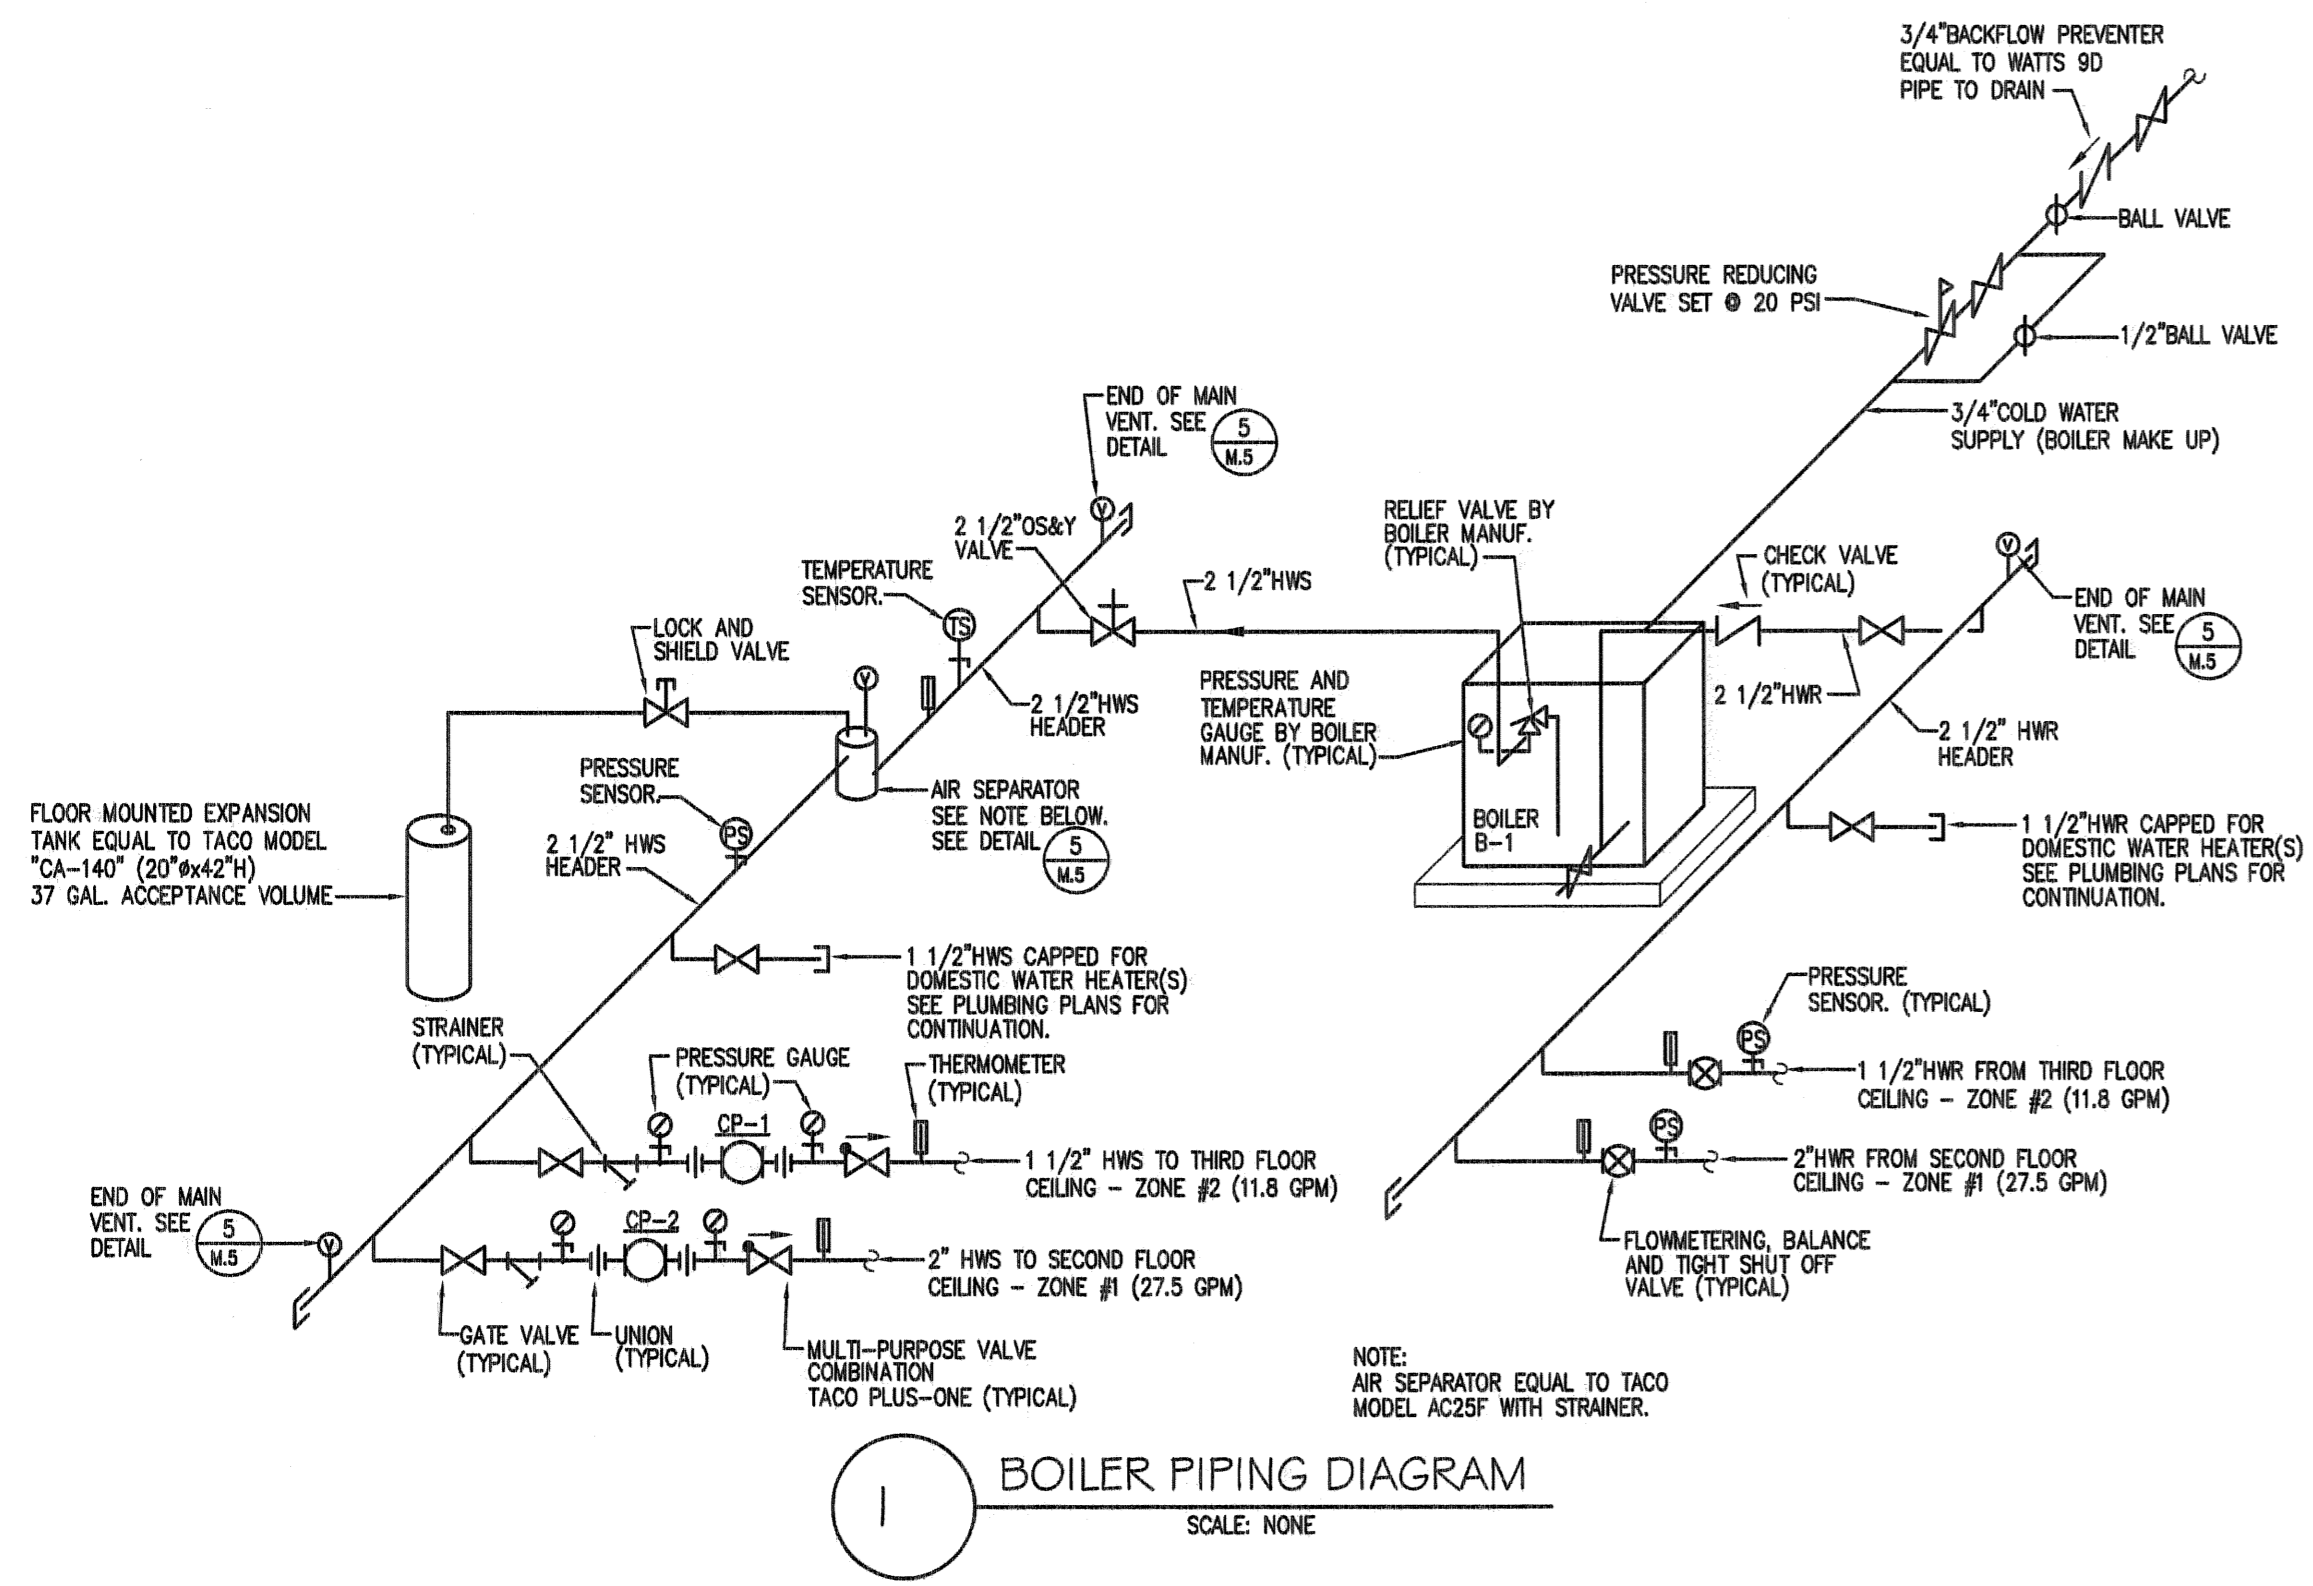 3/4"BACKFLOW PREVENTER
EQUAL TO WATTS 9D
PIPE TO DRAIN
BALL VALVE
PRESSURE REDUCING
VALVE SET @ 20 PSI
1/2"BALL VALVE
3/4"COLD WATER
SUPPLY (BOILER MAKE UP)
END OF MAIN
VENT. SEE
DETAIL
5
M.5
V
2 1/2"OS&Y
VALVE
TEMPERATURE
SENSOR.
TS
2 1/2"HWS
RELIEF VALVE BY
BOILER MANUF.
(TYPICAL)
CHECK VALVE
(TYPICAL)
V
END OF MAIN
VENT. SEE
DETAIL
5
M.5
LOCK AND
SHIELD VALVE
V
2 1/2"HWS
HEADER
PRESSURE AND
TEMPERATURE
GAUGE BY BOILER
MANUF. (TYPICAL)
2 1/2"HWR
2 1/2" HWR
HEADER
BOILER
B-1
PRESSURE
SENSOR.
PS
AIR SEPARATOR
SEE NOTE BELOW.
SEE DETAIL
5
M.5
FLOOR MOUNTED EXPANSION
TANK EQUAL TO TACO MODEL
"CA-140" (20"Øx42"H)
37 GAL. ACCEPTANCE VOLUME
2 1/2" HWS
HEADER
1 1/2"HWR CAPPED FOR
DOMESTIC WATER HEATER(S)
SEE PLUMBING PLANS FOR
CONTINUATION.
1 1/2"HWS CAPPED FOR
DOMESTIC WATER HEATER(S)
SEE PLUMBING PLANS FOR
CONTINUATION.
PRESSURE
SENSOR. (TYPICAL)
PS
STRAINER
(TYPICAL)
PRESSURE GAUGE
(TYPICAL)
THERMOMETER
(TYPICAL)
1 1/2"HWR FROM THIRD FLOOR
CEILING - ZONE #2 (11.8 GPM)
CP-1
PS
1 1/2" HWS TO THIRD FLOOR
CEILING - ZONE #2 (11.8 GPM)
2"HWR FROM SECOND FLOOR
CEILING - ZONE #1 (27.5 GPM)
END OF MAIN
VENT. SEE
DETAIL
5
M.5
V
CP-2
2" HWS TO SECOND FLOOR
CEILING - ZONE #1 (27.5 GPM)
FLOWMETERING, BALANCE
AND TIGHT SHUT OFF
VALVE (TYPICAL)
GATE VALVE
(TYPICAL)
UNION
(TYPICAL)
MULTI-PURPOSE VALVE
COMBINATION
TACO PLUS-ONE (TYPICAL)
NOTE:
AIR SEPARATOR EQUAL TO TACO
MODEL AC25F WITH STRAINER.
1
BOILER PIPING DIAGRAM
SCALE: NONE